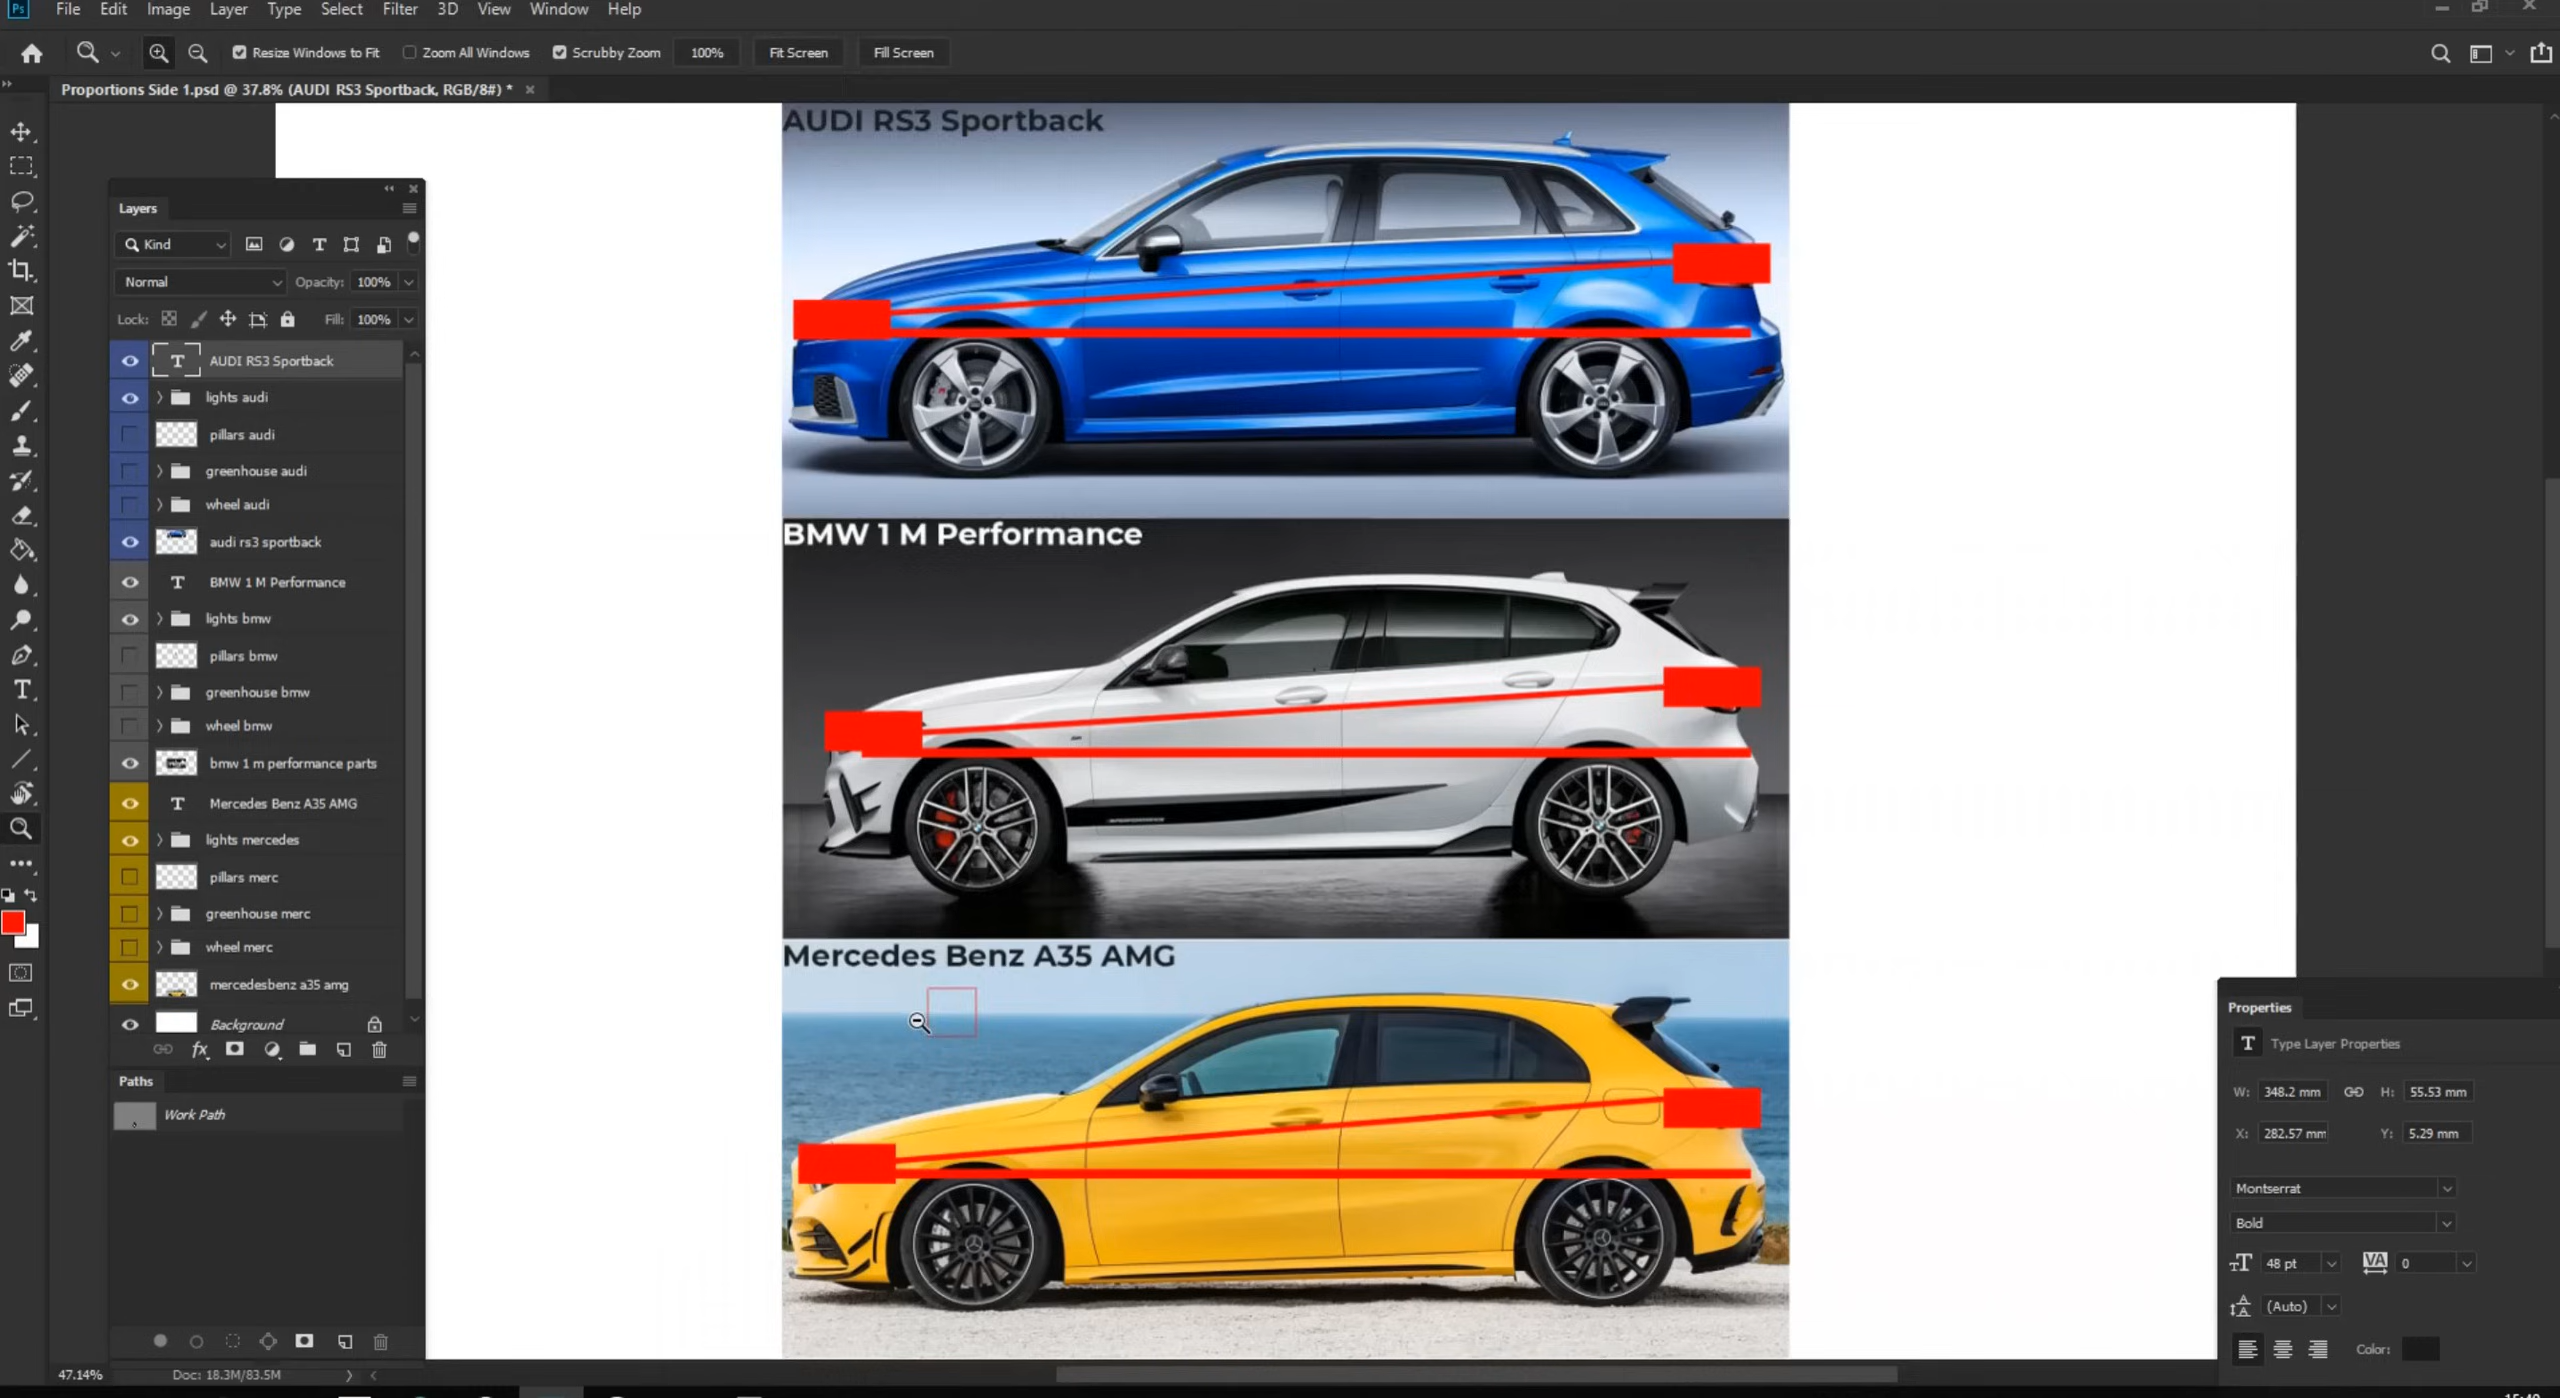 Ps File Edit Image Layer Type Select Filter 3D View Window Help
Resize Windows to Fit Zoom All Windows Scrubby Zoom 100% Fit Screen Fill Screen
Proportions Side 1.psd @ 37.8% (AUDI RS3 Sportback, RGB/8#) *
AUDI RS3 Sportback
BMW 1 M Performance
Mercedes Benz A35 AMG
Layers
Kind
Normal Opacity: 100%
Lock: Fill: 100%
AUDI RS3 Sportback
lights audi
pillars audi
greenhouse audi
wheel audi
audi rs3 sportback
BMW 1 M Performance
lights bmw
pillars bmw
greenhouse bmw
wheel bmw
bmw 1 m performance parts
Mercedes Benz A35 AMG
lights mercedes
pillars merc
greenhouse merc
wheel merc
mercedesbenz a35 amg
Background
fx
Paths
Work Path
Properties
Type Layer Properties
W: 348.2 mm H: 55.53 mm
X: 282.57 mm Y: 5.29 mm
Montserrat
Bold
48 pt VA 0
(Auto)
Color:
47.14% Doc: 18.3M/83.5M